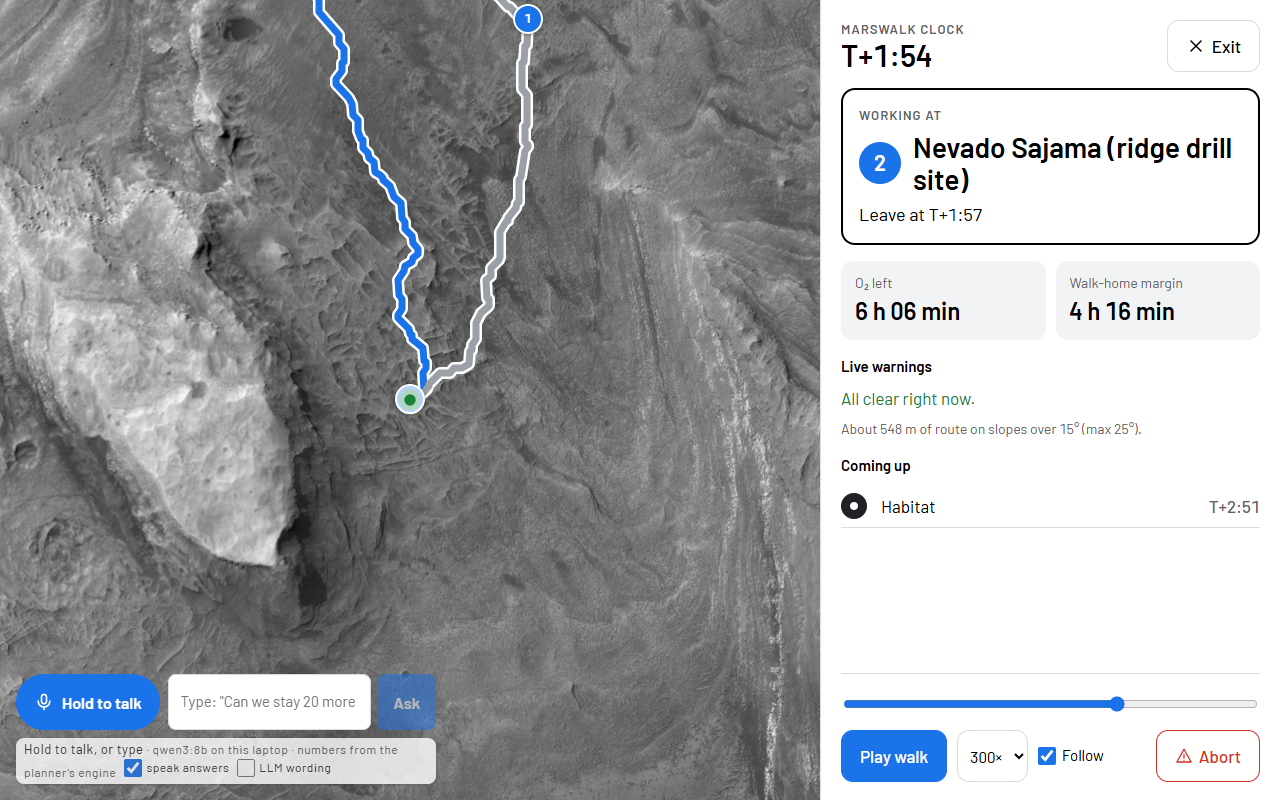 1
MARSWALK CLOCK
T+1:54
Exit
WORKING AT
2
Nevado Sajama (ridge drill
site)
Leave at T+1:57
O₂ left
6 h 06 min
Walk-home margin
4 h 16 min
Live warnings
All clear right now.
About 548 m of route on slopes over 15° (max 25°).
Coming up
Habitat
T+2:51
Hold to talk
Type: "Can we stay 20 more
Ask
Hold to talk, or type · qwen3:8b on this laptop · numbers from the
planner's engine speak answers LLM wording
Play walk
300×
Follow
Abort